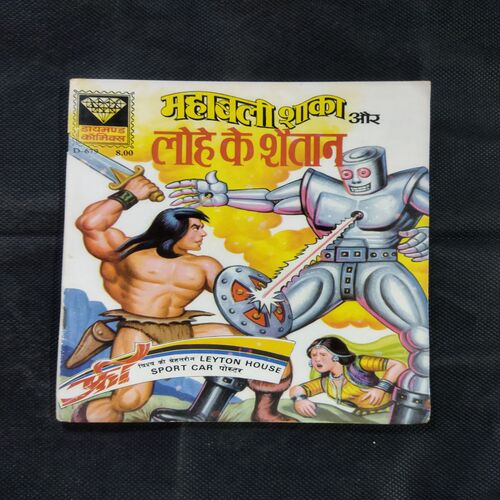 डायमण्ड
कॉमिक्स
D-679 8.00
महाबली शाका और
लोहे के शैतान
फ्री
विश्व की बेहतरीन LEYTON HOUSE
SPORT CAR पोस्टर